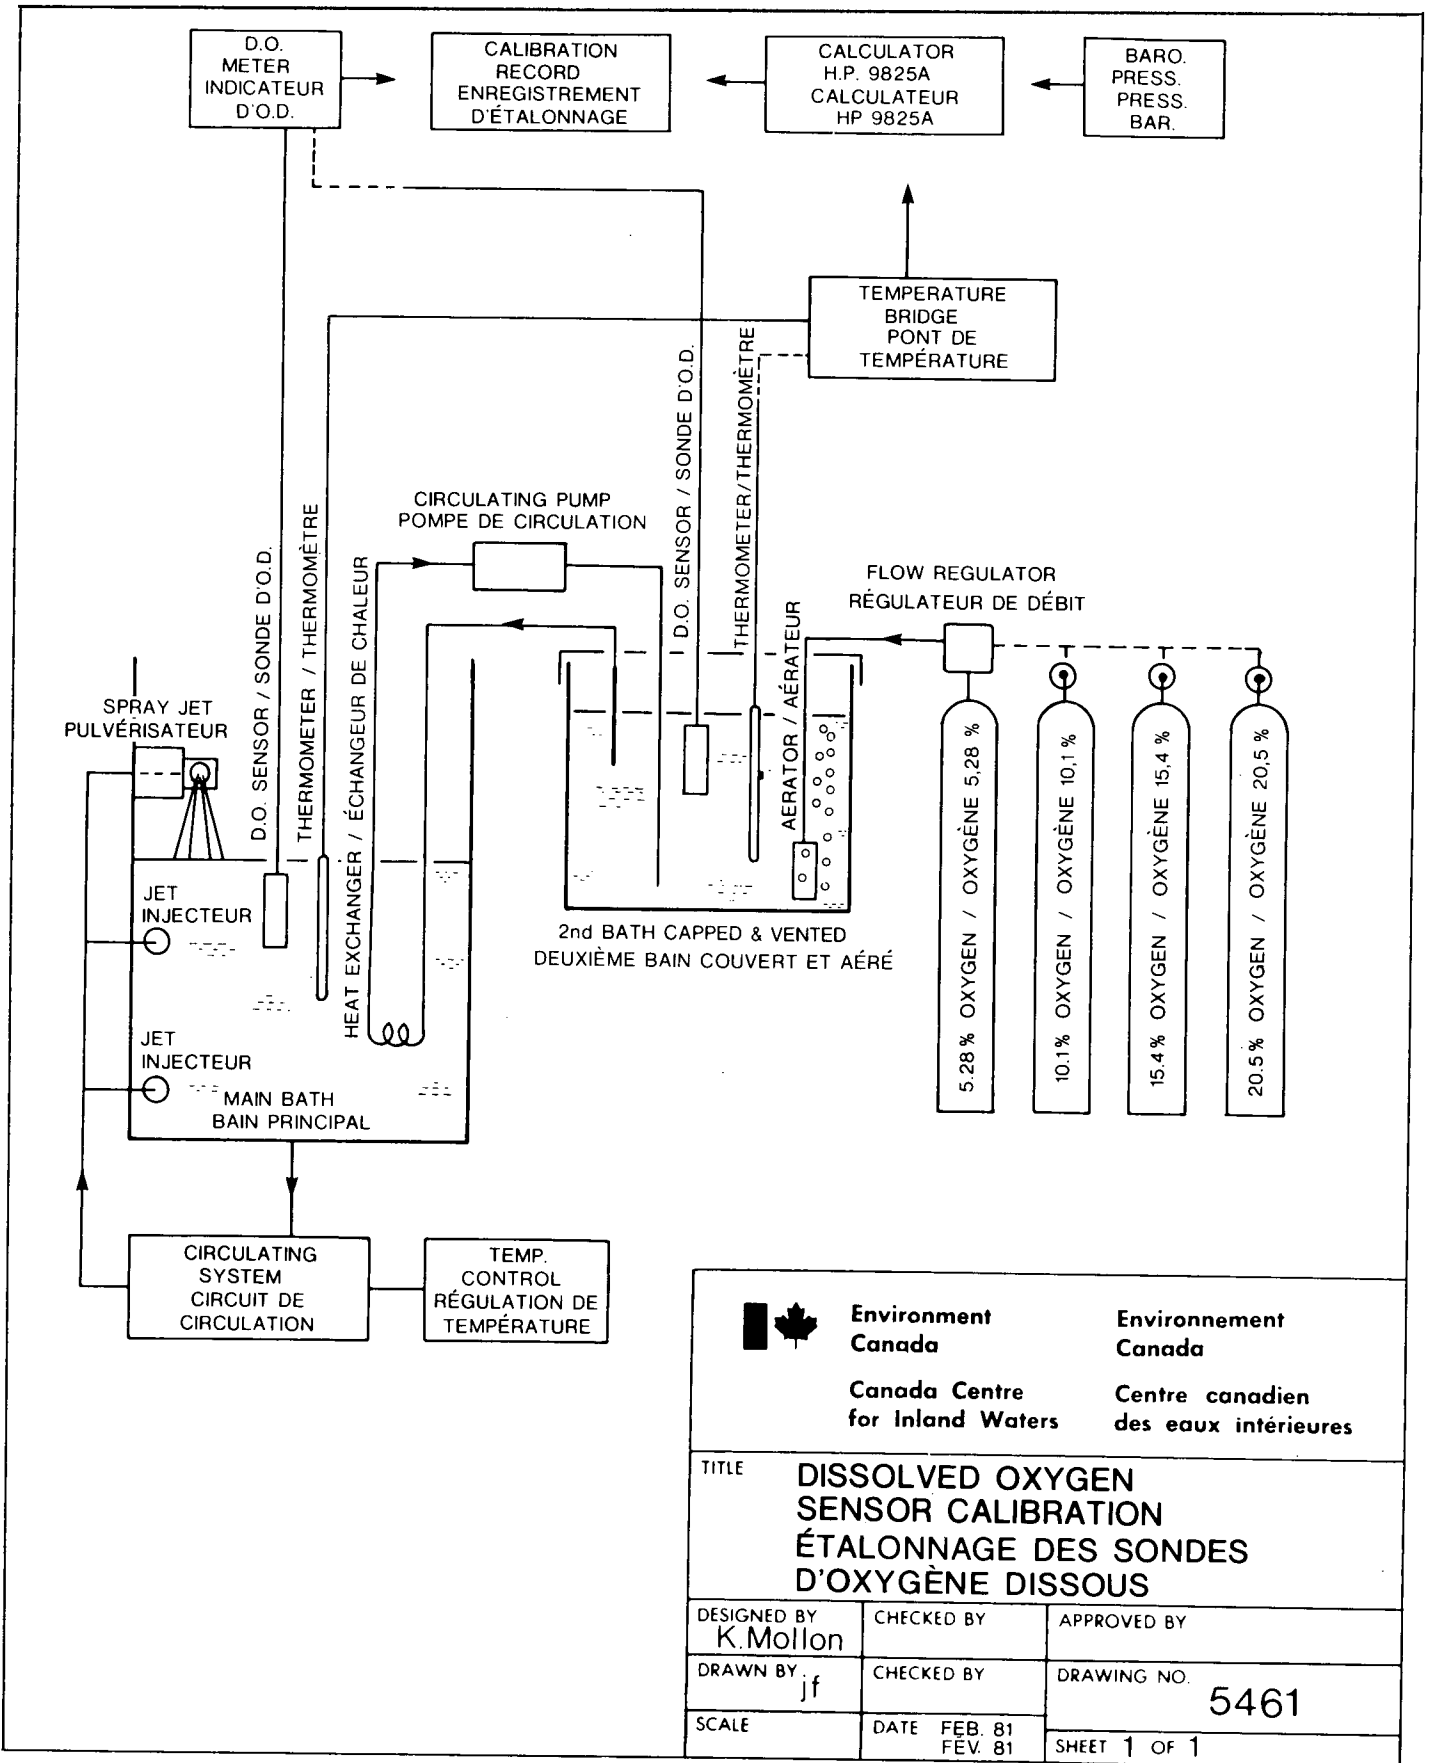 D.O.
METER
INDICATEUR
D'O.D.
CALIBRATION
RECORD
ENREGISTREMENT
D'ÉTALONNAGE
CALCULATOR
H.P. 9825A
CALCULATEUR
HP 9825A
BARO.
PRESS.
PRESS.
BAR.
TEMPERATURE
BRIDGE
PONT DE
TEMPÉRATURE
D.O. SENSOR / SONDE D'O.D.
THERMOMETER / THERMOMÈTRE
HEAT EXCHANGER / ÉCHANGEUR DE CHALEUR
CIRCULATING PUMP
POMPE DE CIRCULATION
D.O. SENSOR / SONDE D'O.D.
THERMOMETER/THERMOMÈTRE
AERATOR / AÉRATEUR
FLOW REGULATOR
RÉGULATEUR DE DÉBIT
SPRAY JET
PULVÉRISATEUR
JET
INJECTEUR
JET
INJECTEUR
MAIN BATH
BAIN PRINCIPAL
2nd BATH CAPPED & VENTED
DEUXIÈME BAIN COUVERT ET AÉRÉ
5.28% OXYGEN / OXYGÈNE 5,28 %
10.1% OXYGEN / OXYGÈNE 10,1 %
15.4% OXYGEN / OXYGÈNE 15,4 %
20.5% OXYGEN / OXYGÈNE 20,5 %
CIRCULATING
SYSTEM
CIRCUIT DE
CIRCULATION
TEMP.
CONTROL
RÉGULATION DE
TEMPÉRATURE
Environment
Canada
Environnement
Canada
Canada Centre
for Inland Waters
Centre canadien
des eaux intérieures
TITLE
DISSOLVED OXYGEN
SENSOR CALIBRATION
ÉTALONNAGE DES SONDES
D'OXYGÈNE DISSOUS
DESIGNED BY
K.Mollon
CHECKED BY
APPROVED BY
DRAWN BY
jf
CHECKED BY
DRAWING NO.
5461
SCALE
DATE FEB. 81
FÉV. 81
SHEET 1 OF 1